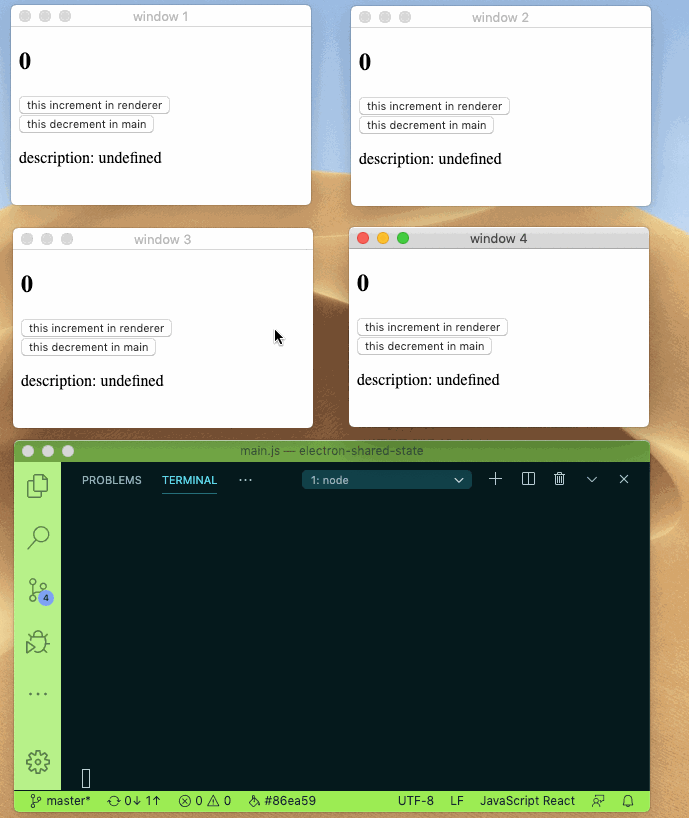 window 1
0
this increment in renderer
this decrement in main
description: undefined
window 2
0
this increment in renderer
this decrement in main
description: undefined
window 3
0
this increment in renderer
this decrement in main
description: undefined
window 4
0
this increment in renderer
this decrement in main
description: undefined
main.js — electron-shared-state
PROBLEMS TERMINAL ··· 1: node
4
master* 0↓ 1↑ 0 0 #86ea59 UTF-8 LF JavaScript React